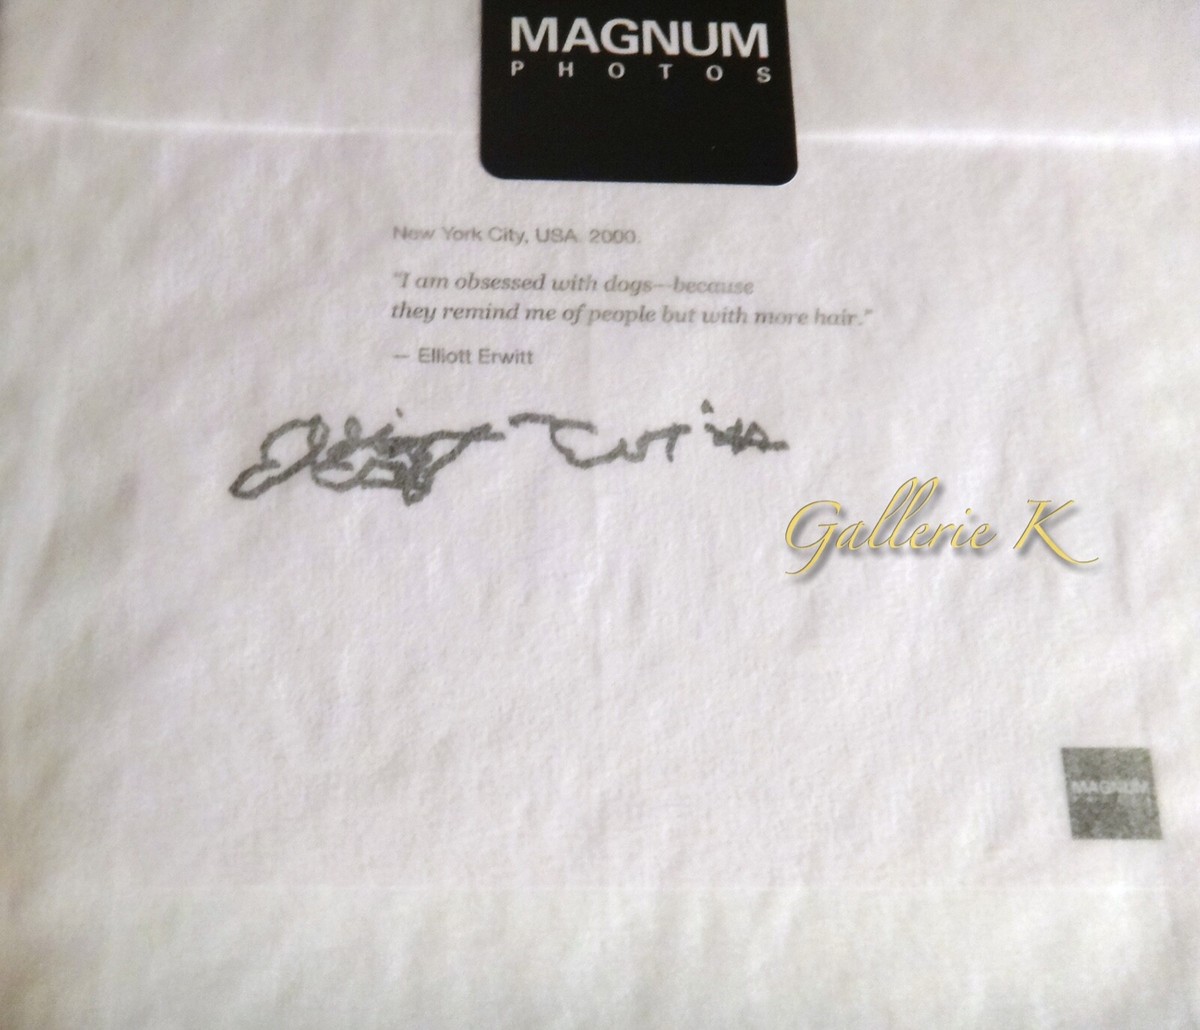 MAGNUM
PHOTOS
New York City, USA. 2000.
"I am obsessed with dogs—because
they remind me of people but with more hair."
— Elliott Erwitt
Gallerie K
MAGNUM